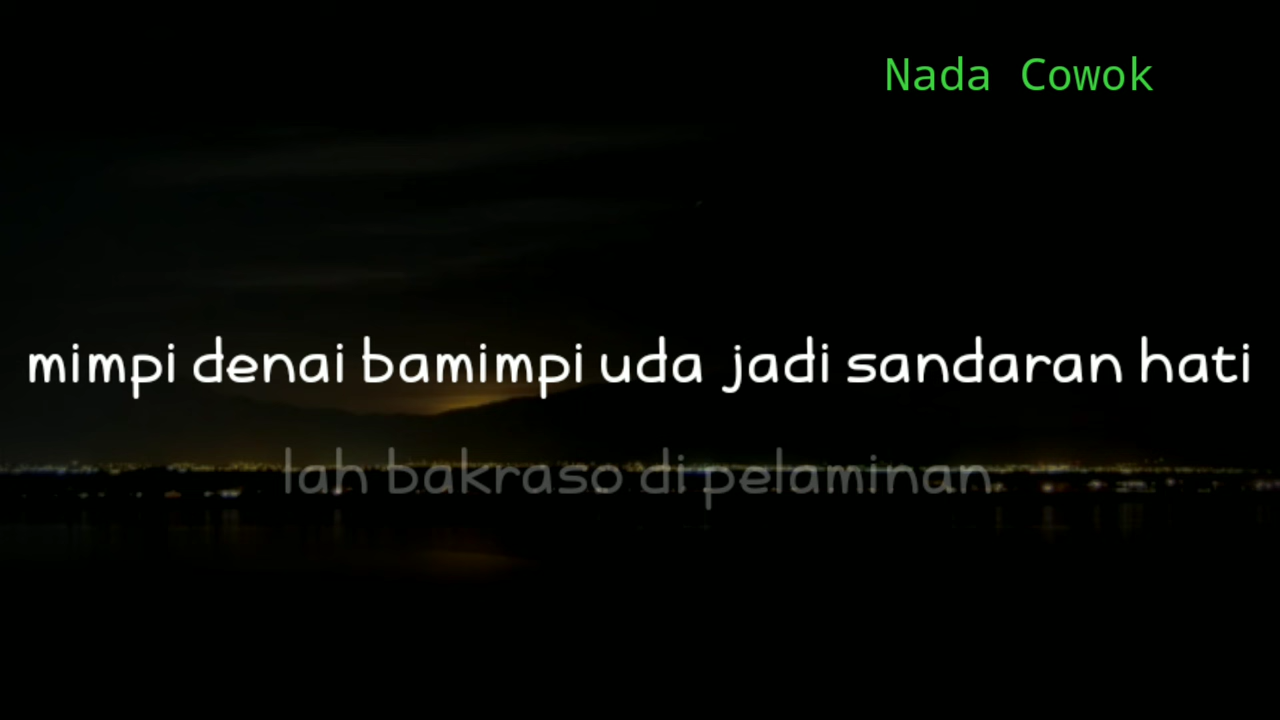 Nada Cowok
mimpi denai bamimpi uda jadi sandaran hati
lah bakraso di pelaminan